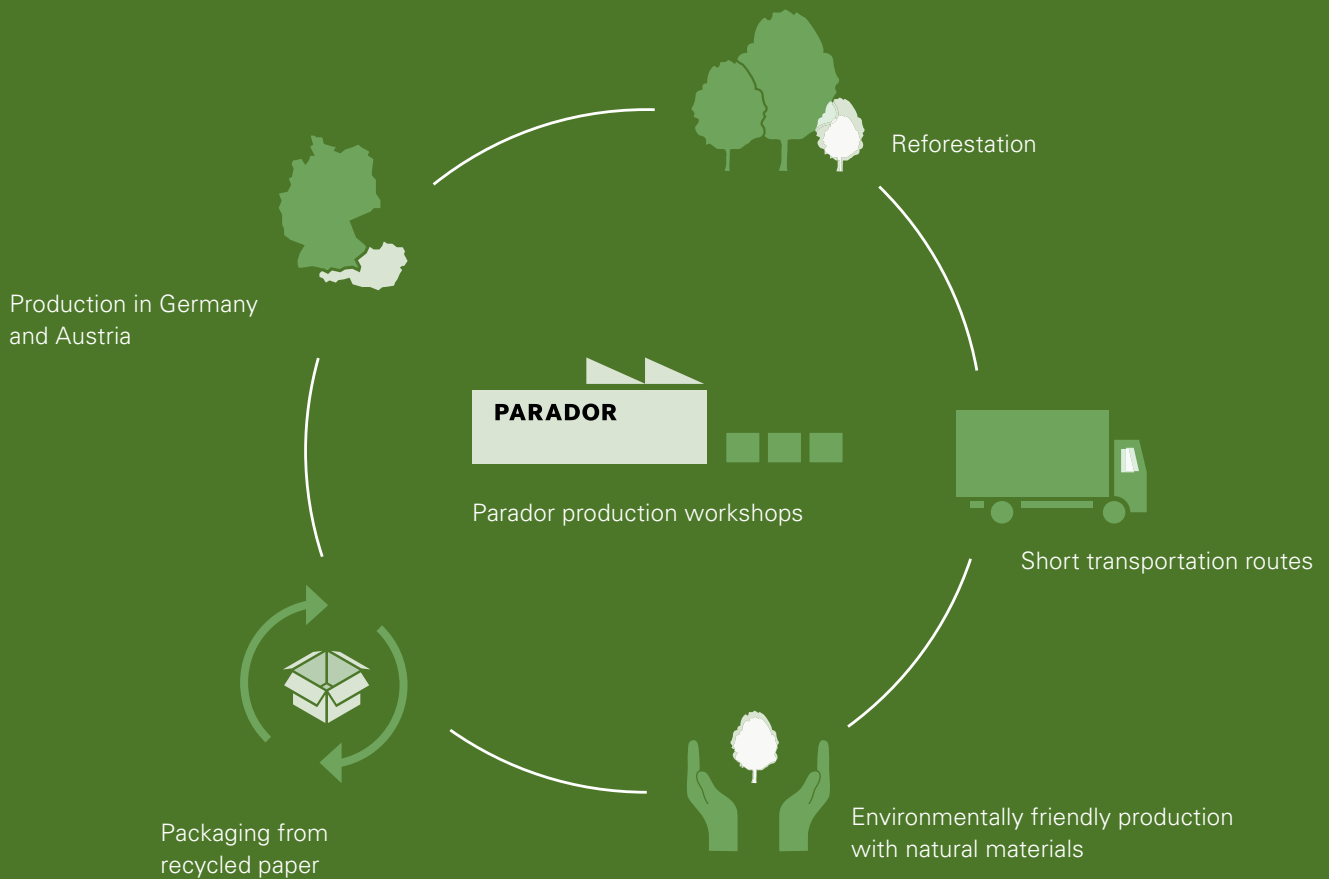 Reforestation
Production in Germany
and Austria
PARADOR
Parador production workshops
Short transportation routes
Environmentally friendly production
with natural materials
Packaging from
recycled paper